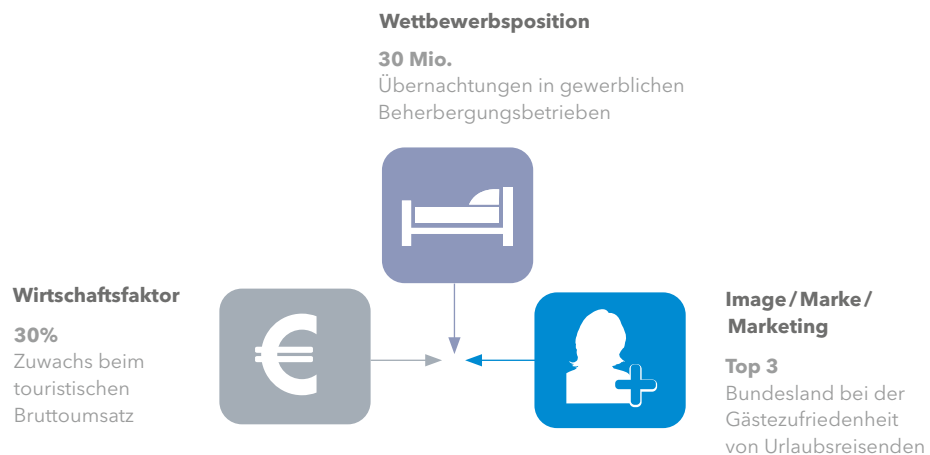 Wettbewerbsposition
30 Mio.
Übernachtungen in gewerblichen
Beherbergungsbetrieben
Wirtschaftsfaktor
30%
Zuwachs beim
touristischen
Bruttoumsatz
€
Image / Marke /
Marketing
Top 3
Bundesland bei der
Gästezufriedenheit
von Urlaubsreisenden